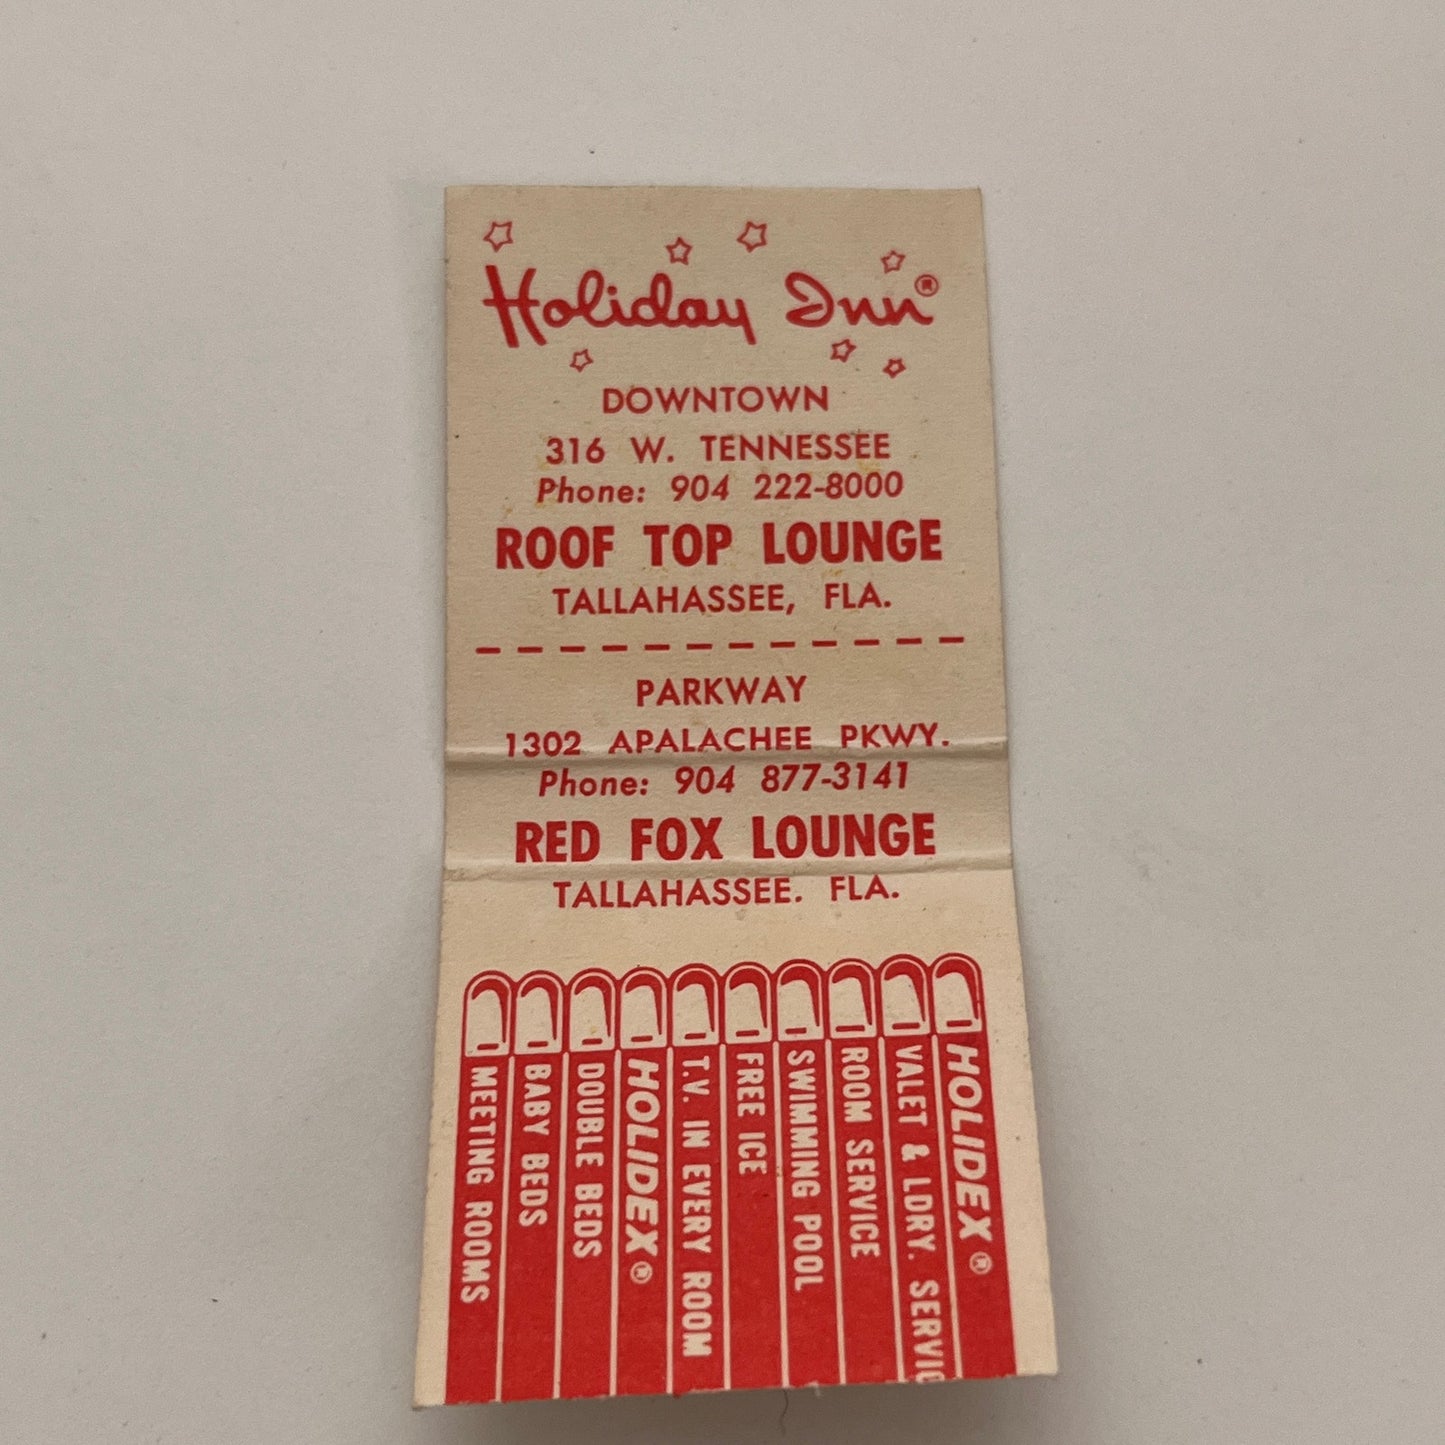 Holiday Inn®
DOWNTOWN
316 W. TENNESSEE
Phone: 904 222-8000
ROOF TOP LOUNGE
TALLAHASSEE, FLA.
PARKWAY
1302 APALACHEE PKWY.
Phone: 904 877-3141
RED FOX LOUNGE
TALLAHASSEE. FLA.
MEETING ROOMS
BABY BEDS
DOUBLE BEDS
HOLIDEX®
T.V. IN EVERY ROOM
FREE ICE
SWIMMING POOL
ROOM SERVICE
VALET & LDRY. SERVIC
HOLIDEX®